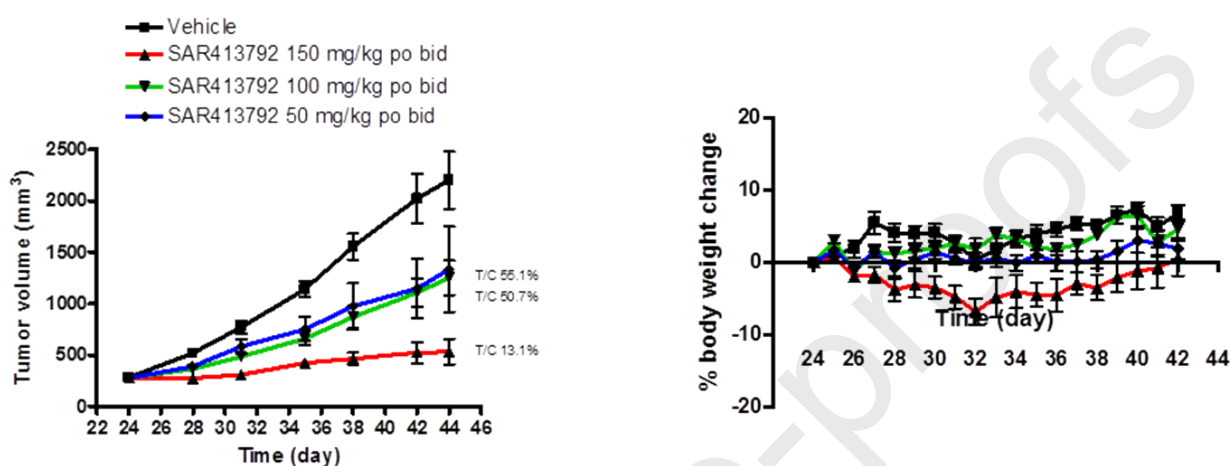 Vehicle
SAR413792 150 mg/kg po bid
SAR413792 100 mg/kg po bid
SAR413792 50 mg/kg po bid
Tumor volume (mm³)
2500
2000
1500
1000
500
0
22 24 26 28 30 32 34 36 38 40 42 44 46
Time (day)
T/C 55.1%
T/C 50.7%
T/C 13.1%
% body weight change
20
10
0
-10
-20
Time (day)
24 26 28 30 32 34 36 38 40 42 44
-proofs